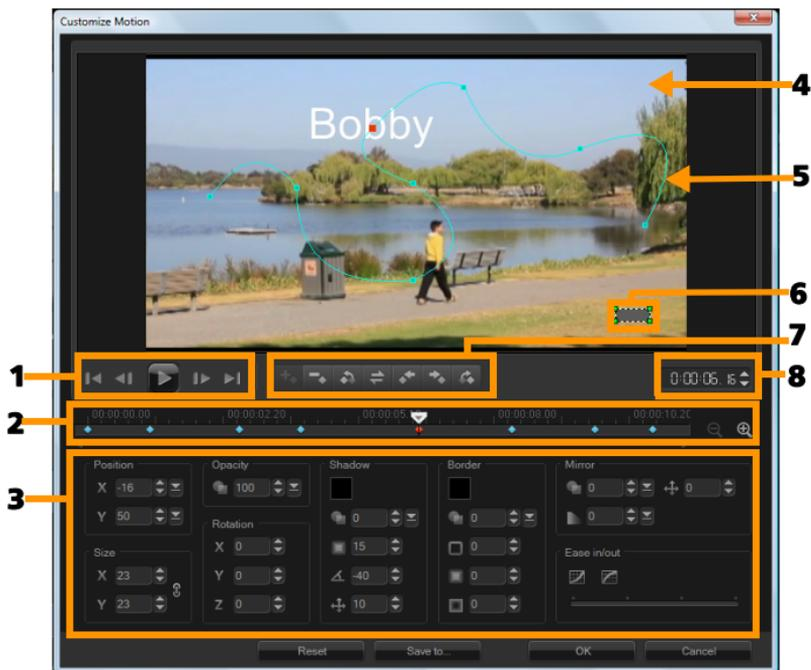 Customize Motion
Bobby
4
5
6
7
1
0:00:06. 16
8
00:00:00.00 00:00:02.20 00:00:05. 00:00:08.00 00:00:10.20
2
Position Opacity Shadow Border Mirror
X -16 100 0 0
Y 50 0 0 0
Rotation
3
Size X 0 15 0 Ease in/out
X 23 Y 0 -40 0
Y 23 Z 0 10 0
Reset Save to... OK Cancel